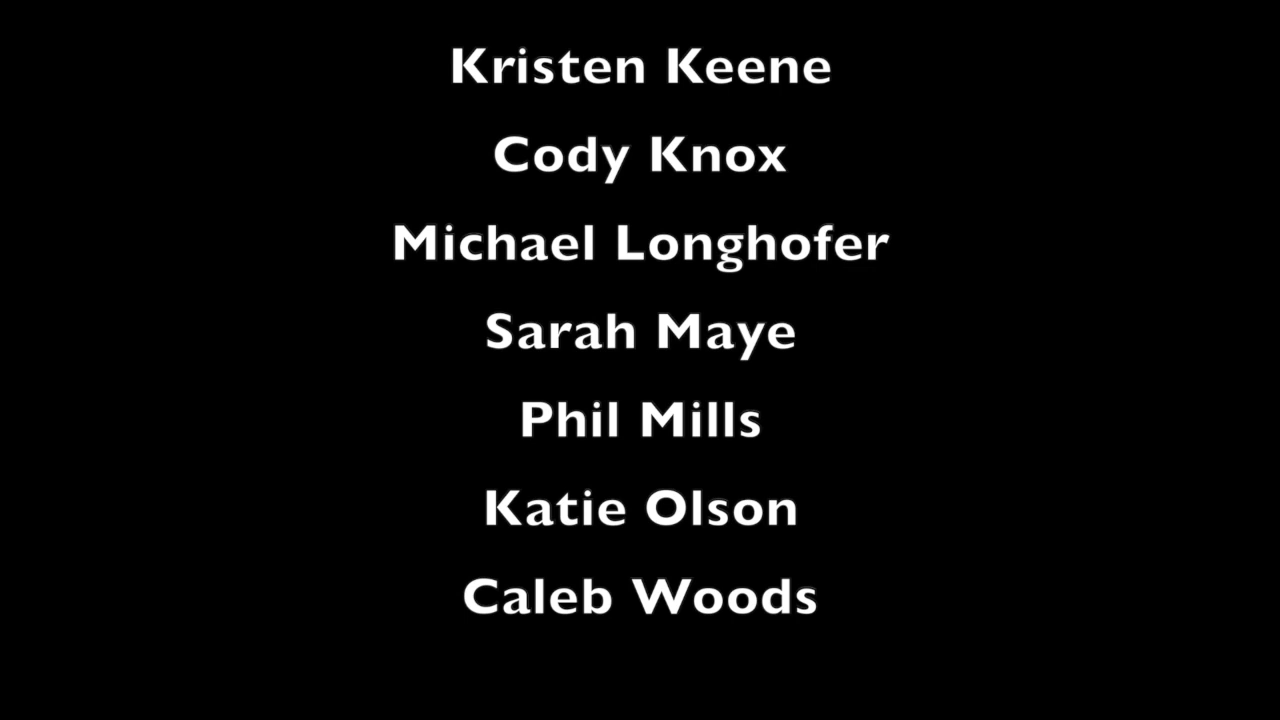 Kristen Keene
Cody Knox
Michael Longhofer
Sarah Maye
Phil Mills
Katie Olson
Caleb Woods